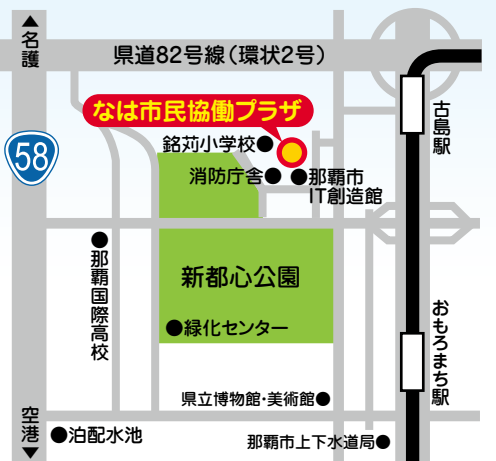 ▲名護
県道82号線（環状2号）
なは市民協働プラザ
古島駅
58
銘苅小学校●
消防庁舎●
●那覇市
IT創造館
●那覇国際高校
新都心公園
●緑化センター
おもろまち駅
県立博物館・美術館●
空港▼
●泊配水池
那覇市上下水道局●